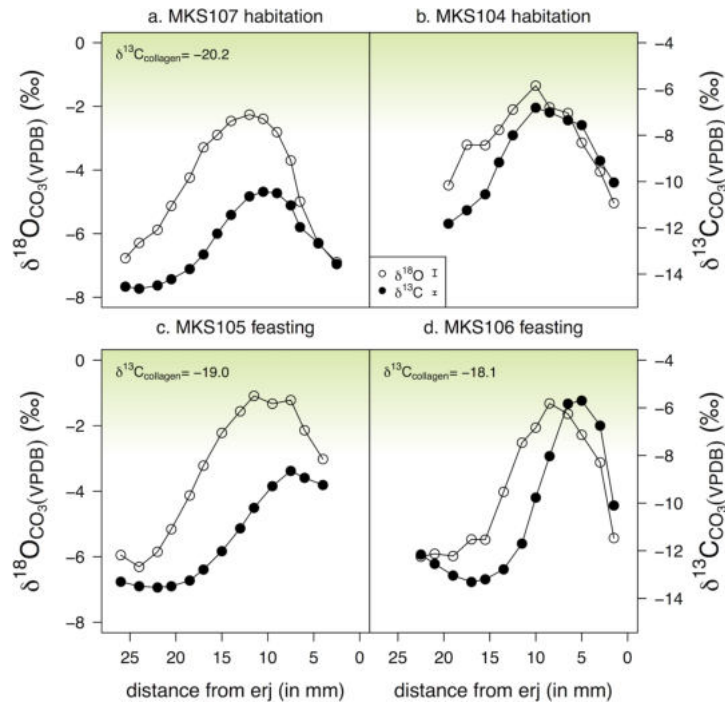 a. MKS107 habitation
b. MKS104 habitation
δ¹³Ccollagen= −20.2
0
−2
−4
−6
−8
δ¹⁸OCO₃(VPDB) (‰)
−4
−6
−8
−10
−12
−14
δ¹³CCO₃(VPDB) (‰)
δ¹⁸O
δ¹³C
c. MKS105 feasting
d. MKS106 feasting
δ¹³Ccollagen= −19.0
δ¹³Ccollagen= −18.1
0
−2
−4
−6
−8
δ¹⁸OCO₃(VPDB) (‰)
−4
−6
−8
−10
−12
−14
δ¹³CCO₃(VPDB) (‰)
25 20 15 10 5 0
25 20 15 10 5 0
distance from erj (in mm)
distance from erj (in mm)